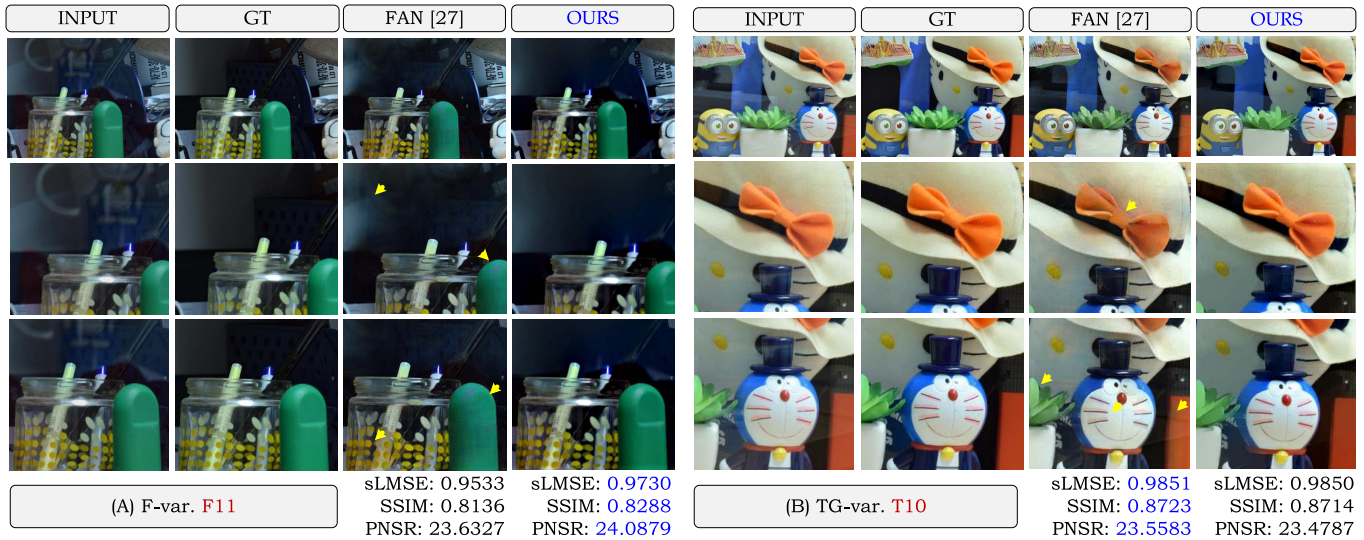 INPUT GT FAN [27] OURS INPUT GT FAN [27] OURS
sLMSE: 0.9533 sLMSE: 0.9730 sLMSE: 0.9851 sLMSE: 0.9850
(A) F-var. F11 SSIM: 0.8136 SSIM: 0.8288 (B) TG-var. T10 SSIM: 0.8723 SSIM: 0.8714
PNSR: 23.6327 PNSR: 24.0879 PNSR: 23.5583 PNSR: 23.4787